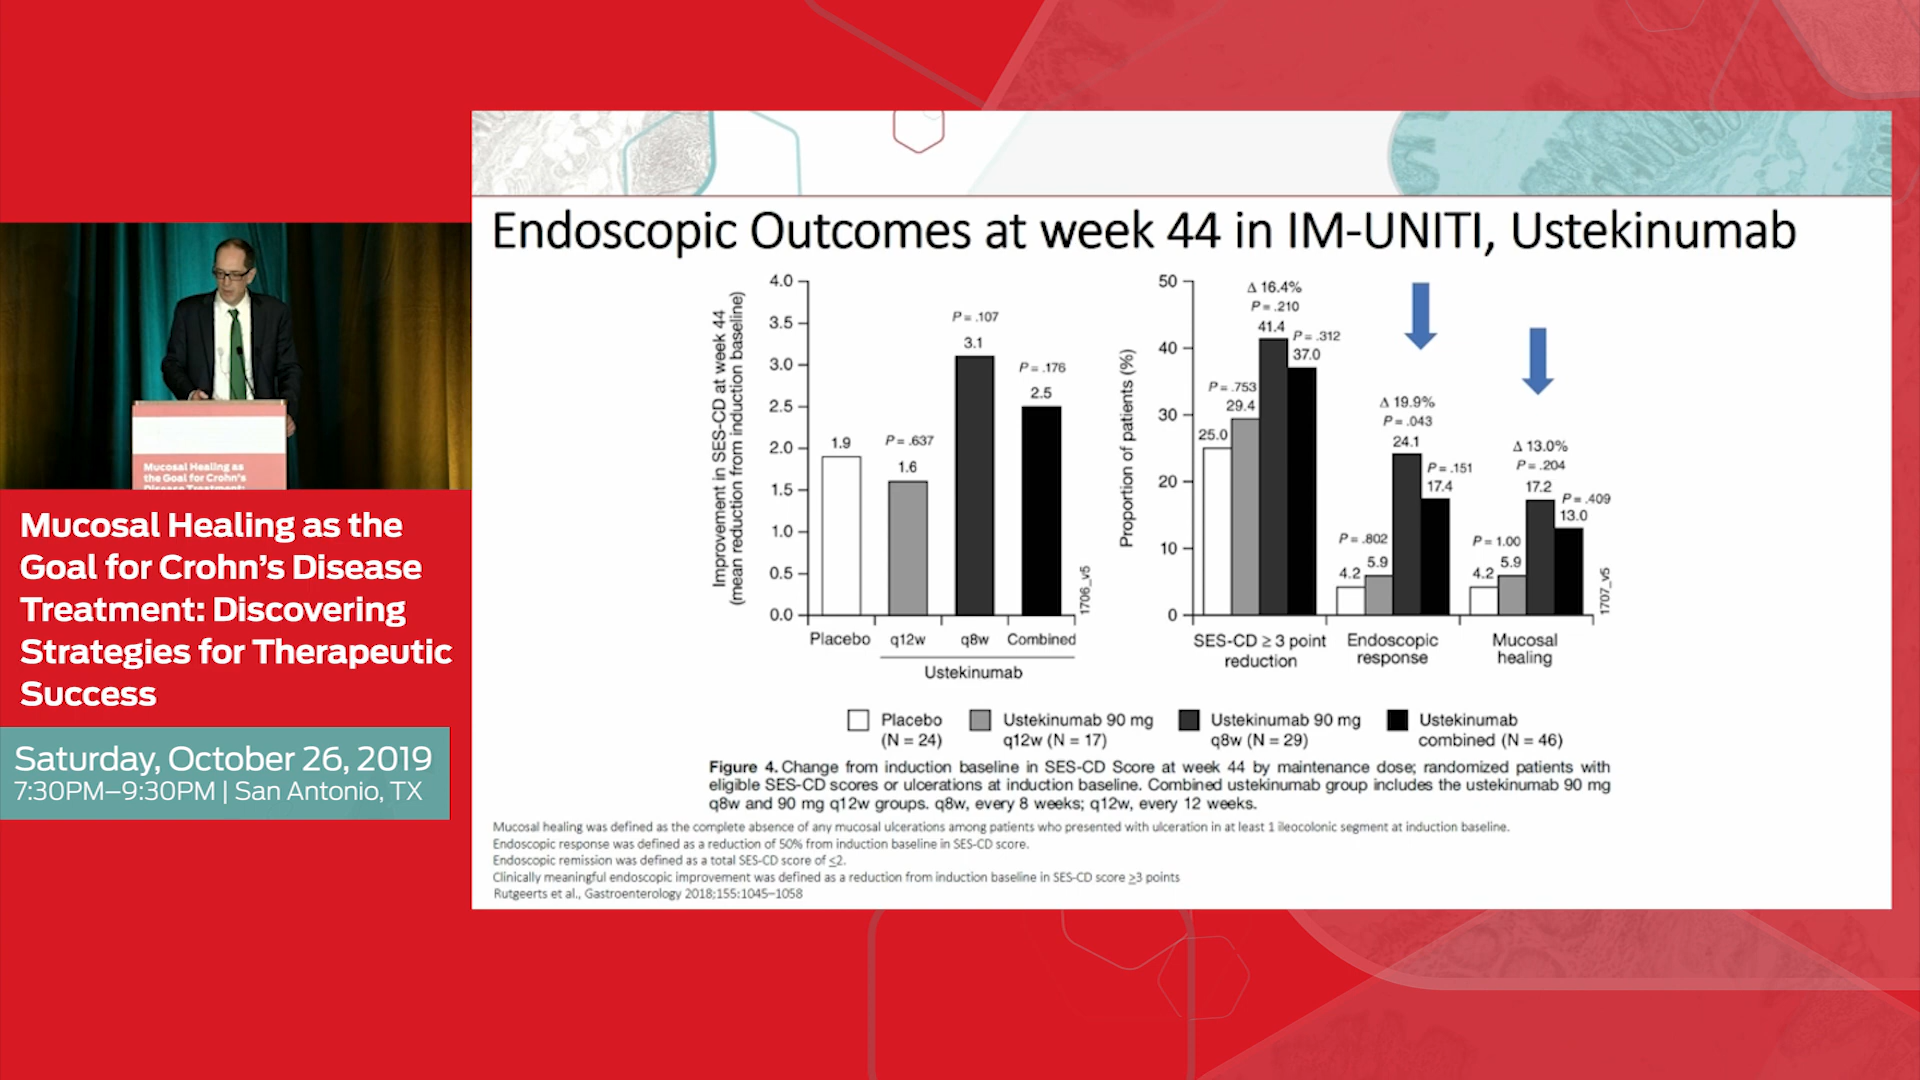 Mucosal Healing as
the Goal for Crohn's
Disease Treatment:
Mucosal Healing as the
Goal for Crohn's Disease
Treatment: Discovering
Strategies for Therapeutic
Success
Saturday, October 26, 2019
7:30PM–9:30PM | San Antonio, TX
Endoscopic Outcomes at week 44 in IM-UNITI, Ustekinumab
Improvement in SES-CD at week 44
(mean reduction from induction baseline)
4.0
3.5
3.0
2.5
2.0
1.5
1.0
0.5
0.0
1.9
P= .637
1.6
P= .107
3.1
P= .176
2.5
Placebo q12w q8w Combined
Ustekinumab
1706_v5
Proportion of patients (%)
50
40
30
20
10
0
25.0
P= .753
29.4
Δ 16.4%
P= .210
41.4
P= .312
37.0
4.2
P= .802
5.9
Δ 19.9%
P= .043
24.1
P= .151
17.4
4.2
P= 1.00
5.9
Δ 13.0%
P= .204
17.2
P= .409
13.0
SES-CD ≥ 3 point
reduction
Endoscopic
response
Mucosal
healing
1707_v5
Placebo
(N = 24)
Ustekinumab 90 mg
q12w (N = 17)
Ustekinumab 90 mg
q8w (N = 29)
Ustekinumab
combined (N = 46)
Figure 4. Change from induction baseline in SES-CD Score at week 44 by maintenance dose; randomized patients with
eligible SES-CD scores or ulcerations at induction baseline. Combined ustekinumab group includes the ustekinumab 90 mg
q8w and 90 mg q12w groups. q8w, every 8 weeks; q12w, every 12 weeks.
Mucosal healing was defined as the complete absence of any mucosal ulcerations among patients who presented with ulceration in at least 1 ileocolonic segment at induction baseline.
Endoscopic response was defined as a reduction of 50% from induction baseline in SES-CD score.
Endoscopic remission was defined as a total SES-CD score of ≤2.
Clinically meaningful endoscopic improvement was defined as a reduction from induction baseline in SES-CD score ≥3 points
Rutgeerts et al., Gastroenterology 2018;155:1045–1058